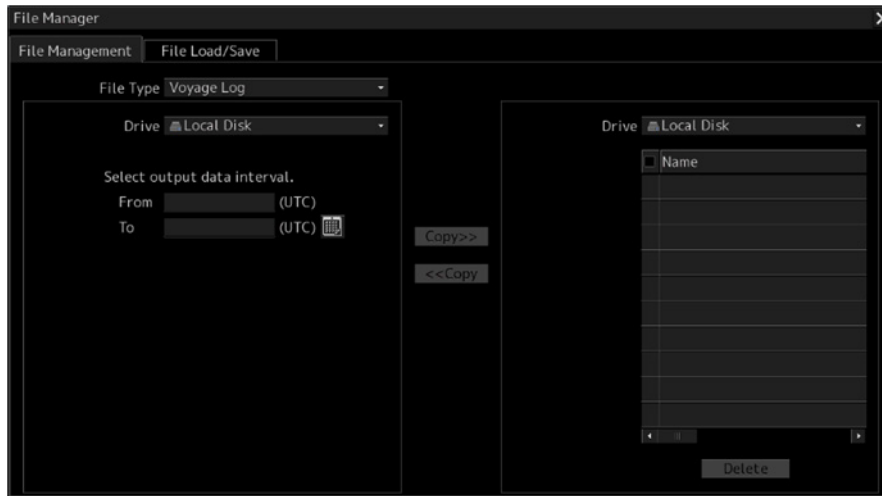 File Manager
File Management
File Load/Save
File Type Voyage Log
Drive Local Disk
Select output data interval.
From (UTC)
To (UTC)
Copy>>
<<Copy
Drive Local Disk
Name
Delete